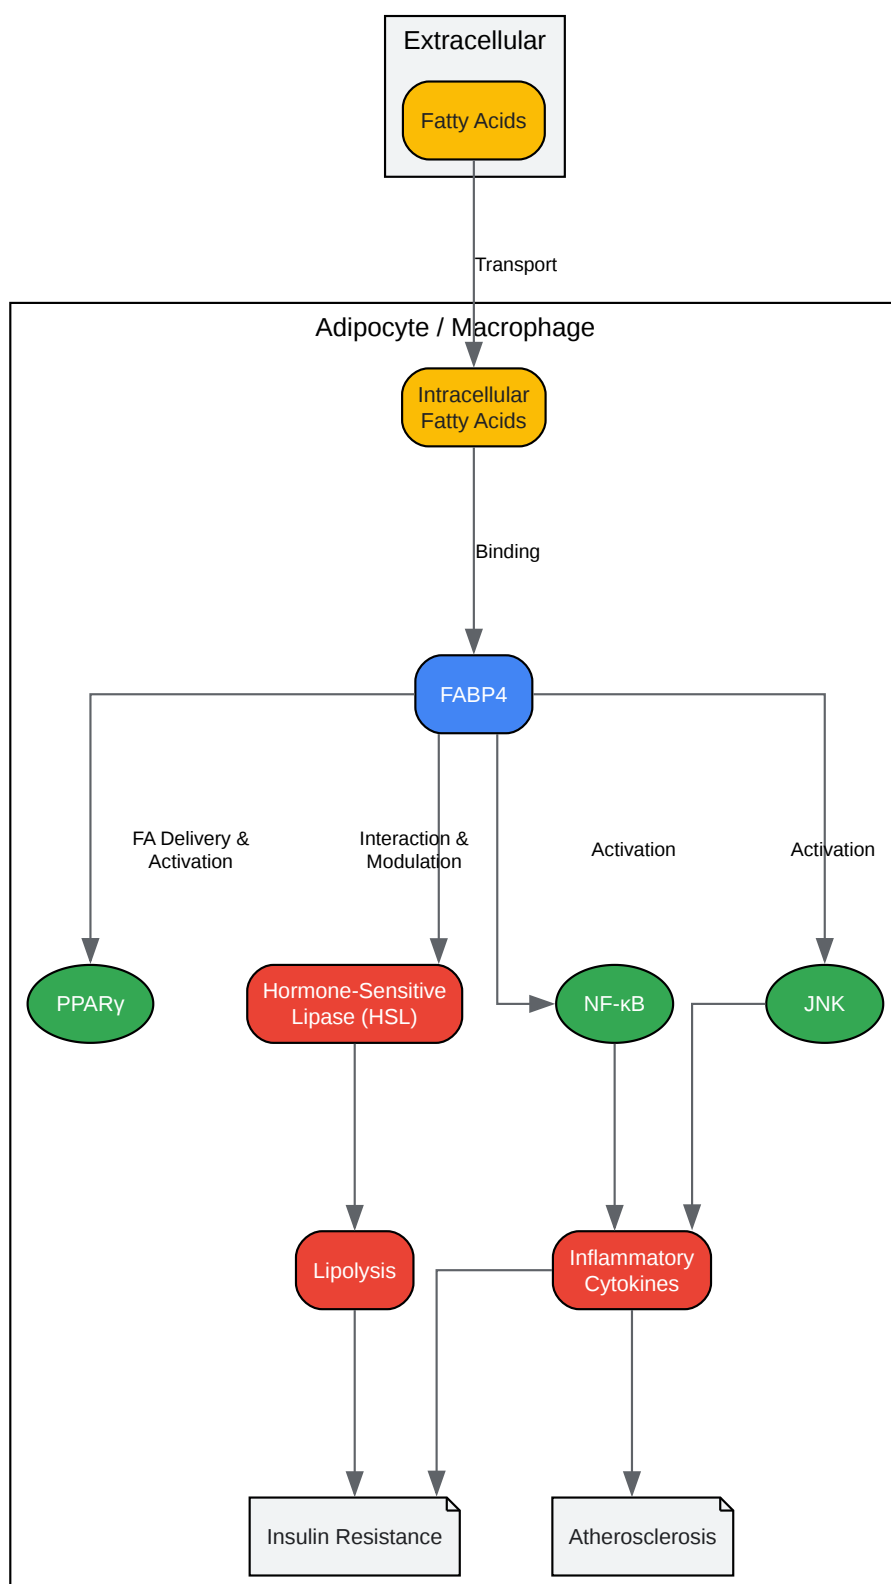 Extracellular
Fatty Acids
Transport
Adipocyte / Macrophage
Intracellular
Fatty Acids
Binding
FABP4
FA Delivery &
Activation
Interaction &
Modulation
Activation
Activation
PPARγ
Hormone-Sensitive
Lipase (HSL)
NF-κB
JNK
Lipolysis
Inflammatory
Cytokines
Insulin Resistance
Atherosclerosis